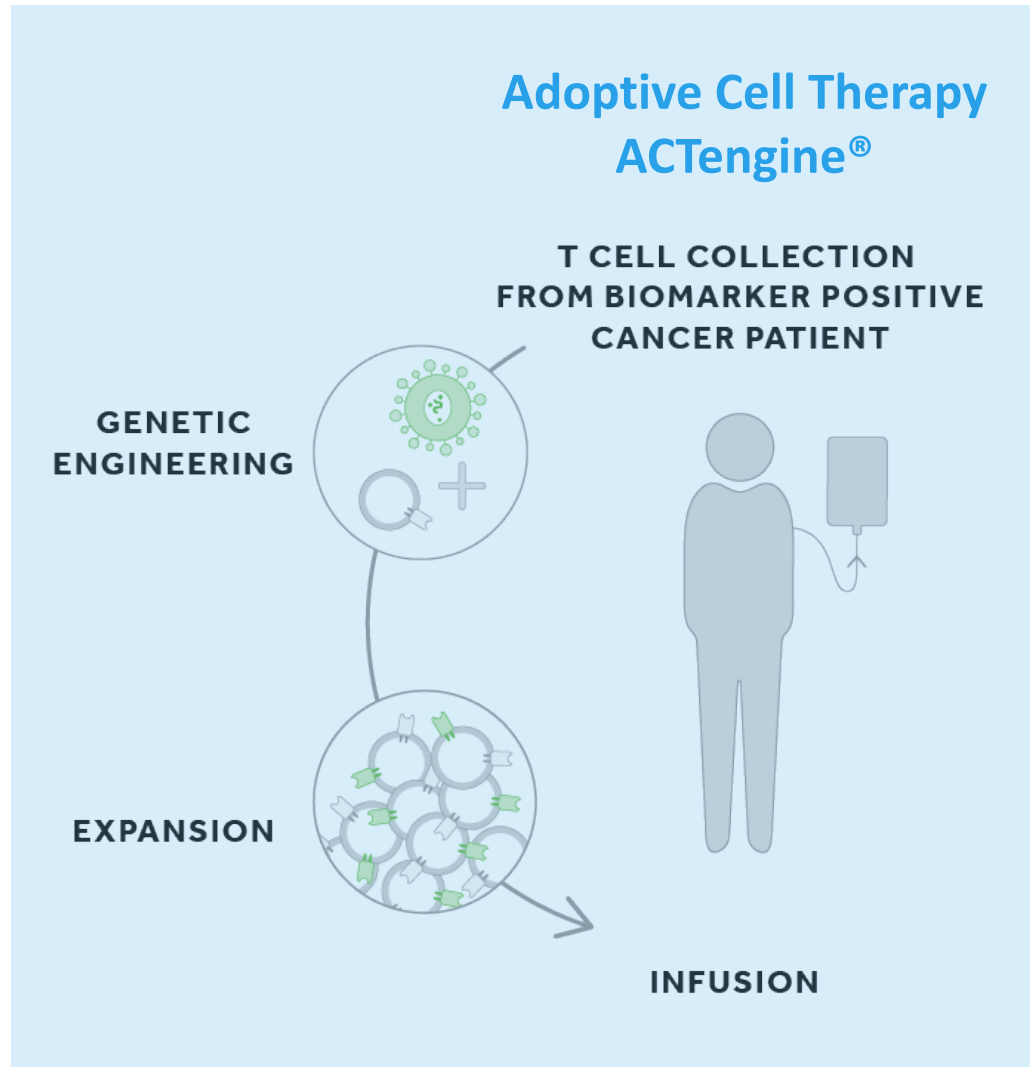 Adoptive Cell Therapy
ACTengine®
T CELL COLLECTION
FROM BIOMARKER POSITIVE
CANCER PATIENT
GENETIC
ENGINEERING
EXPANSION
INFUSION